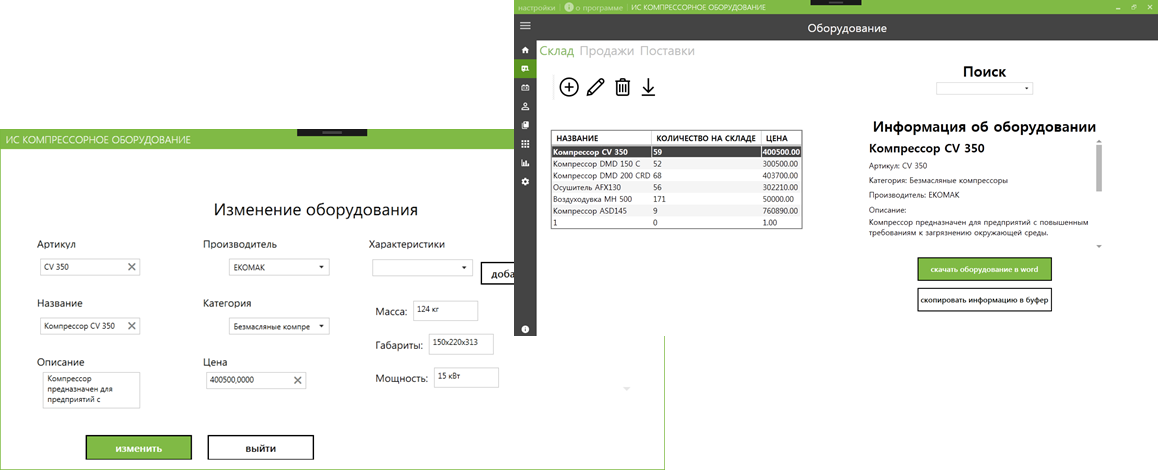 настройки
о программе
ИС КОМПРЕССОРНОЕ ОБОРУДОВАНИЕ
Оборудование
Склад Продажи Поставки
Поиск
НАЗВАНИЕ КОЛИЧЕСТВО НА СКЛАДЕ ЦЕНА
Компрессор CV 350 59 400500.00
Компрессор DMD 150 C 52 300500.00
Компрессор DMD 200 CRD 68 403700.00
Осушитель AFX130 56 302210.00
Воздуходувка MH 500 171 50000.00
Компрессор ASD145 9 760890.00
1 0 1.00
Информация об оборудовании
Компрессор CV 350
Артикул: CV 350
Категория: Безмасляные компрессоры
Производитель: ЕКОМАК
Описание:
Компрессор предназначен для предприятий с повышенным
требованиям к загрязнению окружающей среды.
скачать оборудование в word
скопировать информацию в буфер
ИС КОМПРЕССОРНОЕ ОБОРУДОВАНИЕ
Изменение оборудования
Артикул
CV 350
Название
Компрессор CV 350
Описание
Компрессор
предназначен для
предприятий с
Производитель
ЕКОМАК
Категория
Безмасляные компре
Цена
400500,0000
Характеристики
доба
Масса: 124 кг
Габариты: 150x220x313
Мощность: 15 кВт
изменить
выйти